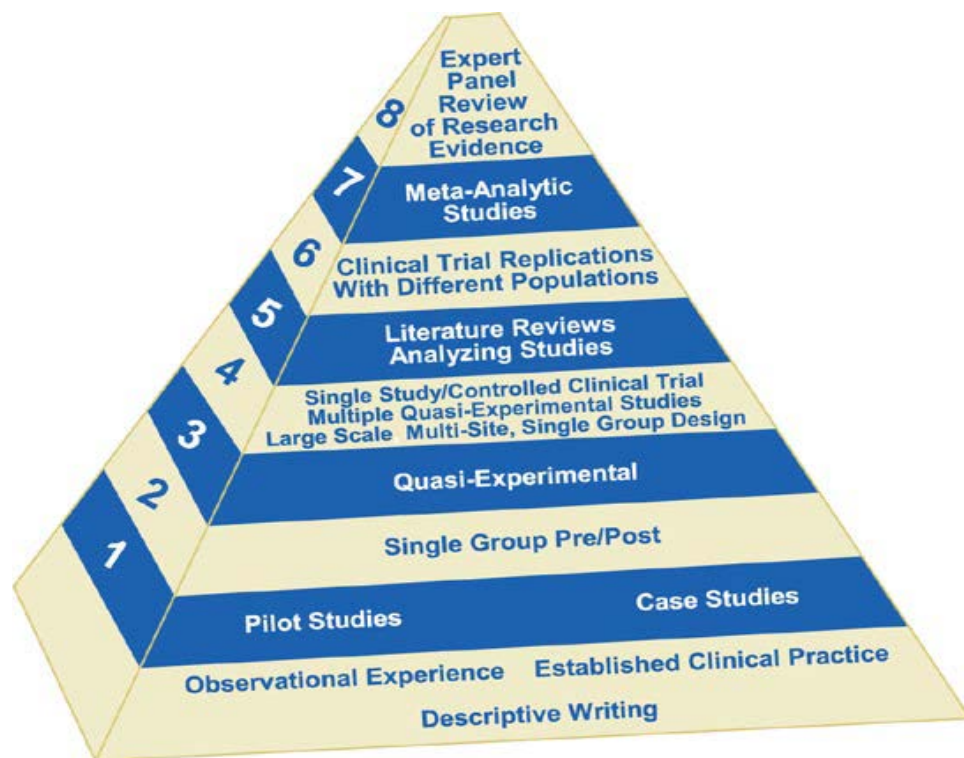 8
Expert
Panel
Review
of Research
Evidence
7
Meta-Analytic
Studies
6
Clinical Trial Replications
With Different Populations
5
Literature Reviews
Analyzing Studies
4
Single Study/Controlled Clinical Trial
Multiple Quasi-Experimental Studies
Large Scale, Multi-Site, Single Group Design
3
Quasi-Experimental
2
Single Group Pre/Post
1
Pilot Studies Case Studies
Observational Experience Established Clinical Practice
Descriptive Writing